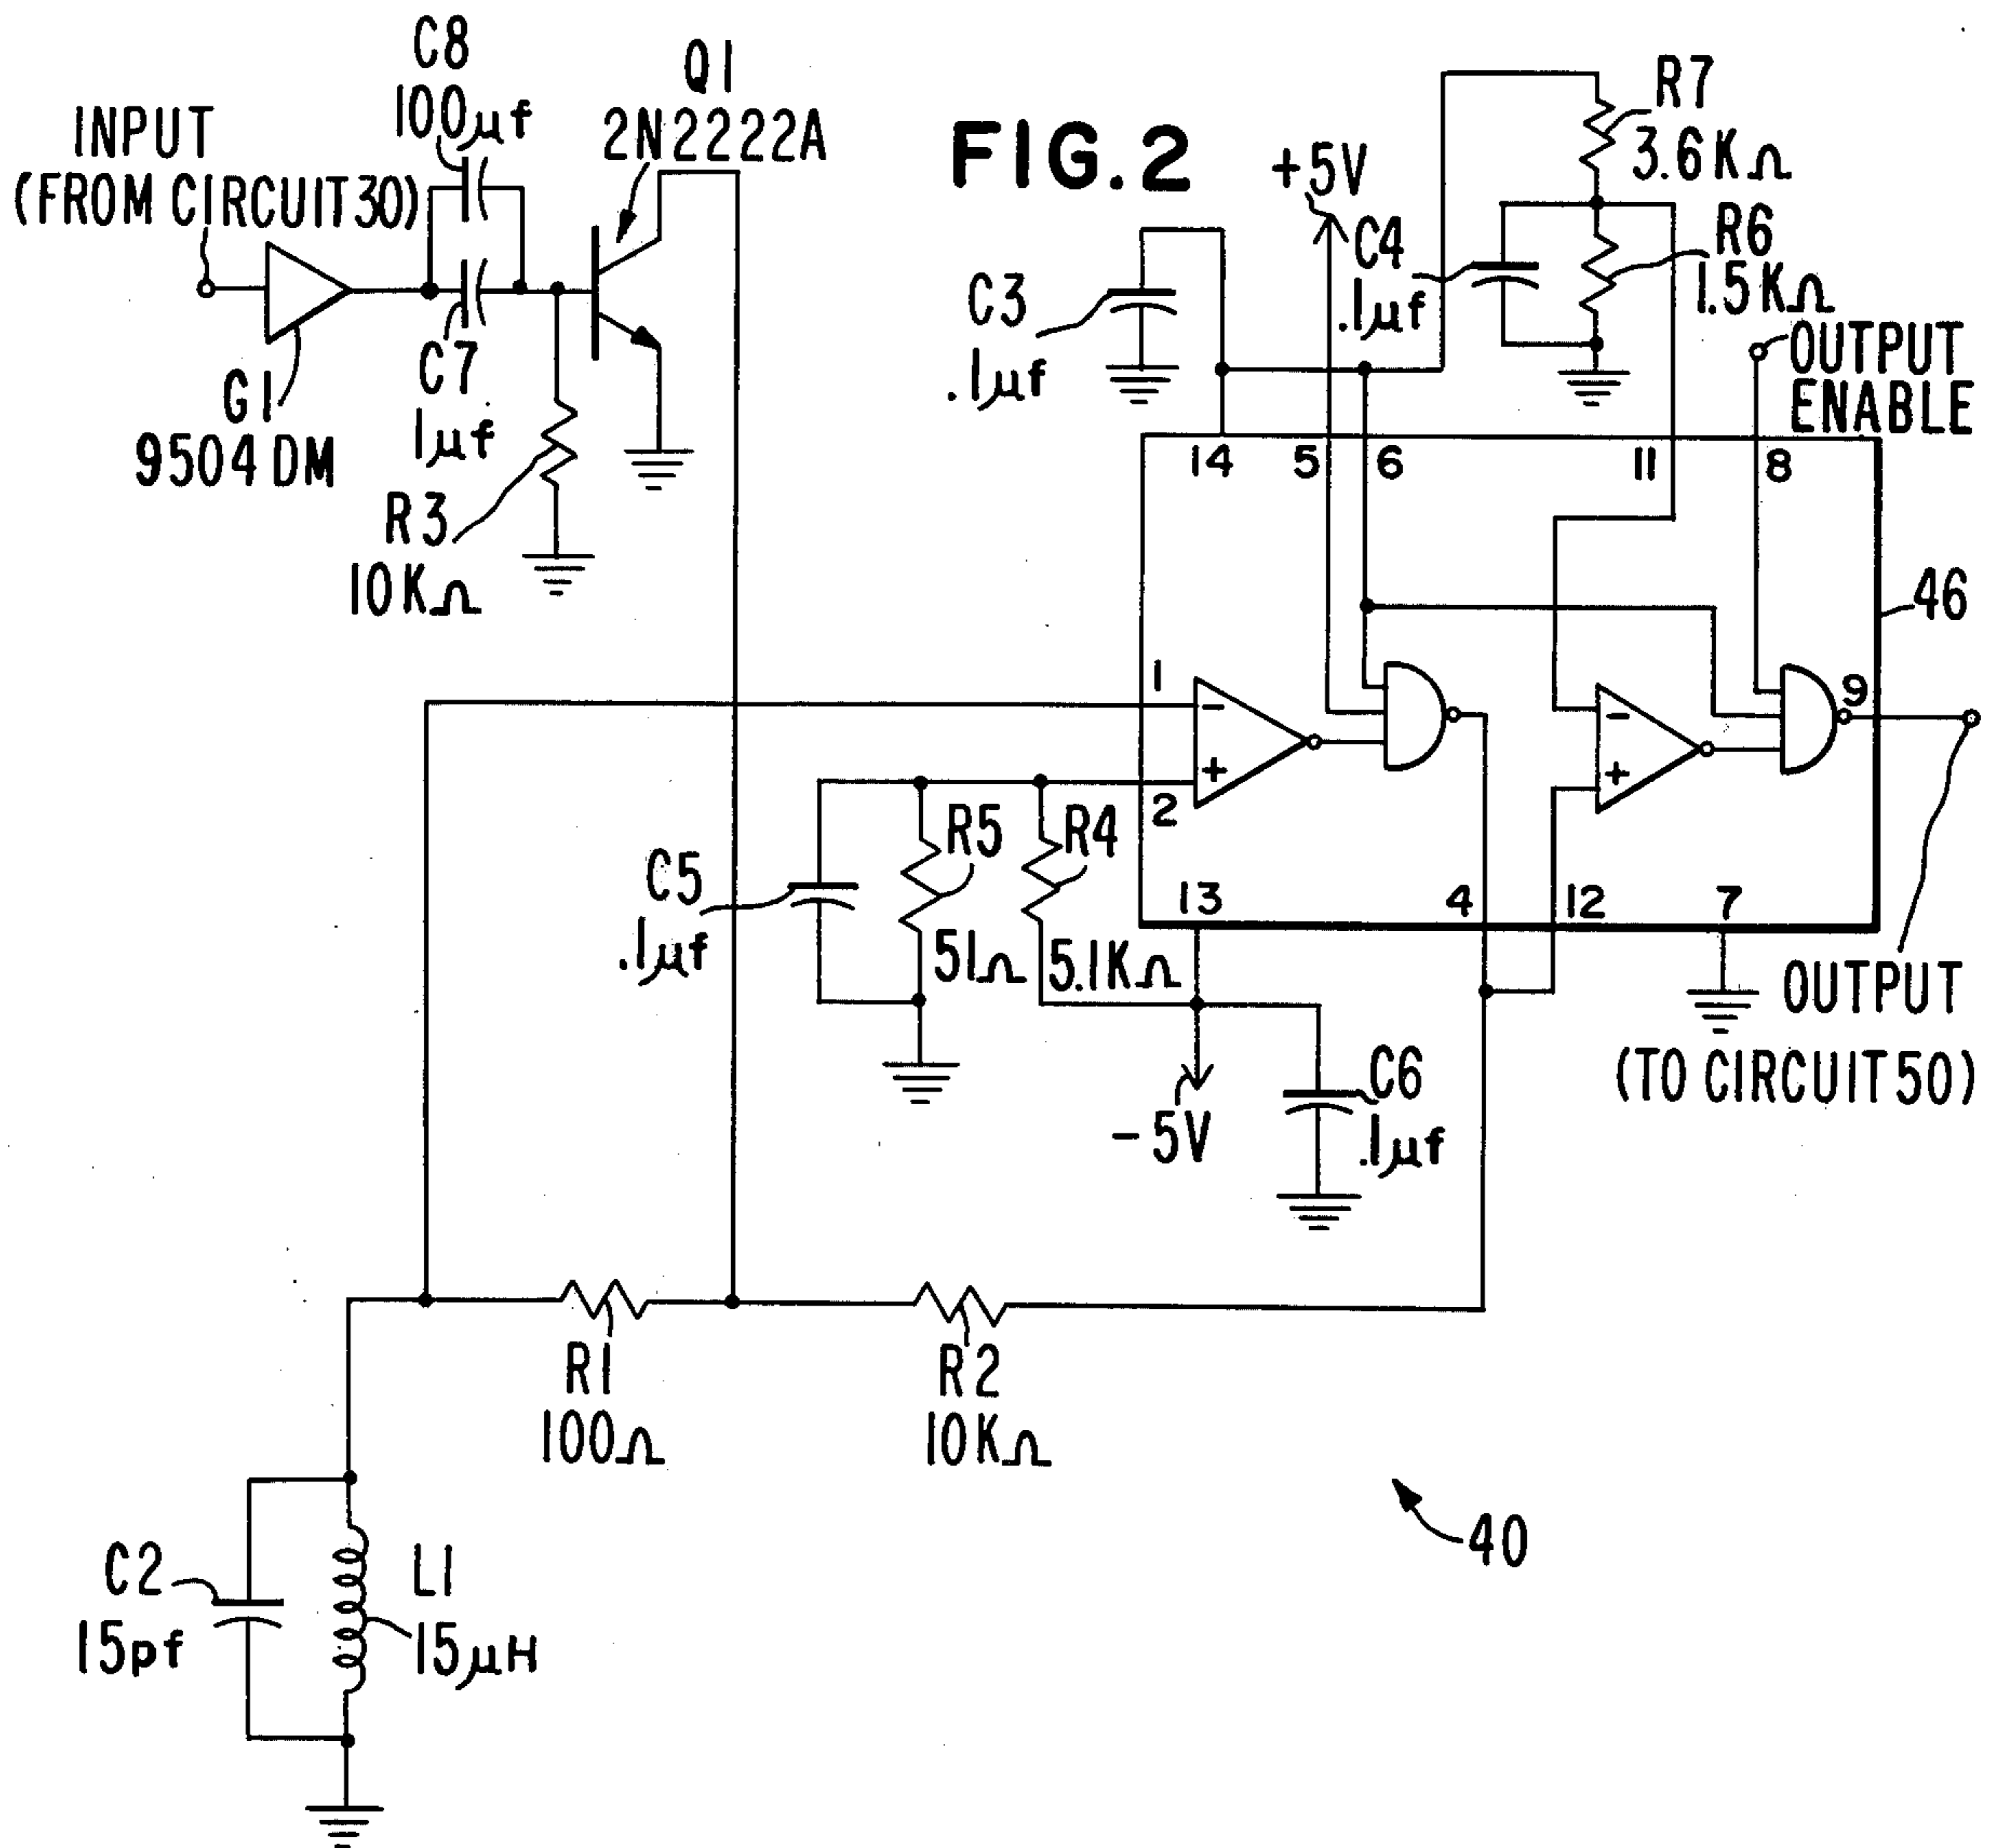 FIG.2
INPUT
(FROM CIRCUIT 30)
C8
100µf
Q1
2N2222A
G1
9504 DM
C7
1µf
R3
10KΩ
+5V
C3
.1µf
C4
.1µf
R7
3.6KΩ
R6
1.5KΩ
OUTPUT
ENABLE
14
5
6
11
8
46
1
-
+
2
-
+
9
13
4
12
7
C5
.1µf
R5
51Ω
R4
5.1KΩ
-5V
C6
.1µf
OUTPUT
(TO CIRCUIT 50)
R1
100Ω
R2
10KΩ
40
C2
15pf
L1
15µH